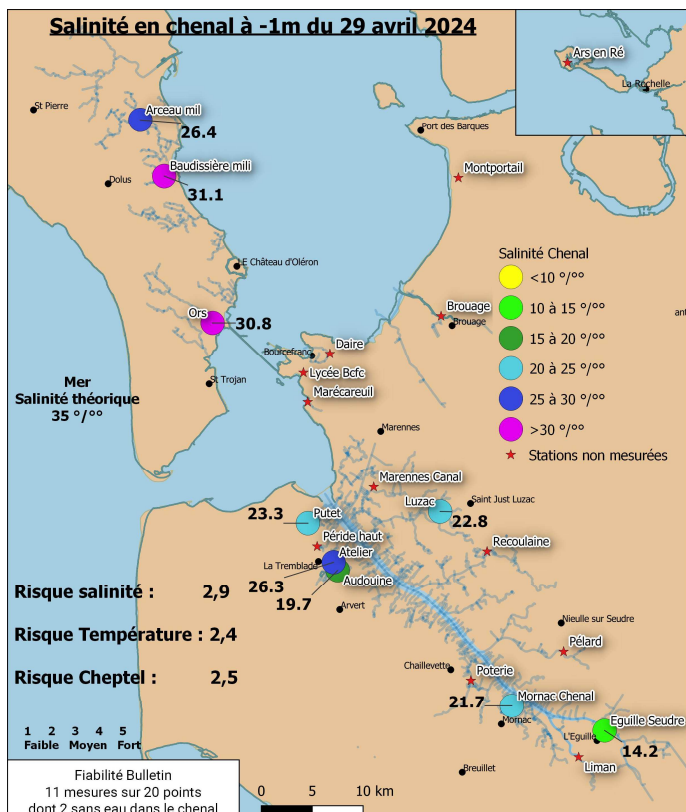 Salinité en chenal à -1m du 29 avril 2024
Ars en Ré
La Rochelle
St Pierre
Arceau mil
26.4
Port des Barques
Baudissière mili
Montportail
Dolus
31.1
Salinité Chenal
LE Château d'Oléron
<10 °/°°
10 à 15 °/°°
15 à 20 °/°°
20 à 25 °/°°
25 à 30 °/°°
>30 °/°°
Stations non mesurées
Ors
30.8
Brouage
Brouage
ant
Daire
Bourcefranc
Lycée Bcfc
Mer
Salinité théorique
35 °/°°
St Trojan
Marécareuil
Marennes
Marennes Canal
Luzac
Saint Just Luzac
22.8
23.3
Putet
Péride haut
Atelier
La Tremblade
Recoulaine
26.3
Audouine
19.7
Arvert
Risque salinité : 2,9
Risque Température : 2,4
Risque Cheptel : 2,5
Nieulle sur Seudre
Pélard
Chaillevette
Poterie
Mornac Chenal
21.7
Mornac
Eguille Seudre
L'Eguille
14.2
Liman
Breuillet
1 2 3 4 5
Faible Moyen Fort
Fiabilité Bulletin
11 mesures sur 20 points
dont 2 sans eau dans le chenal
0 5 10 km